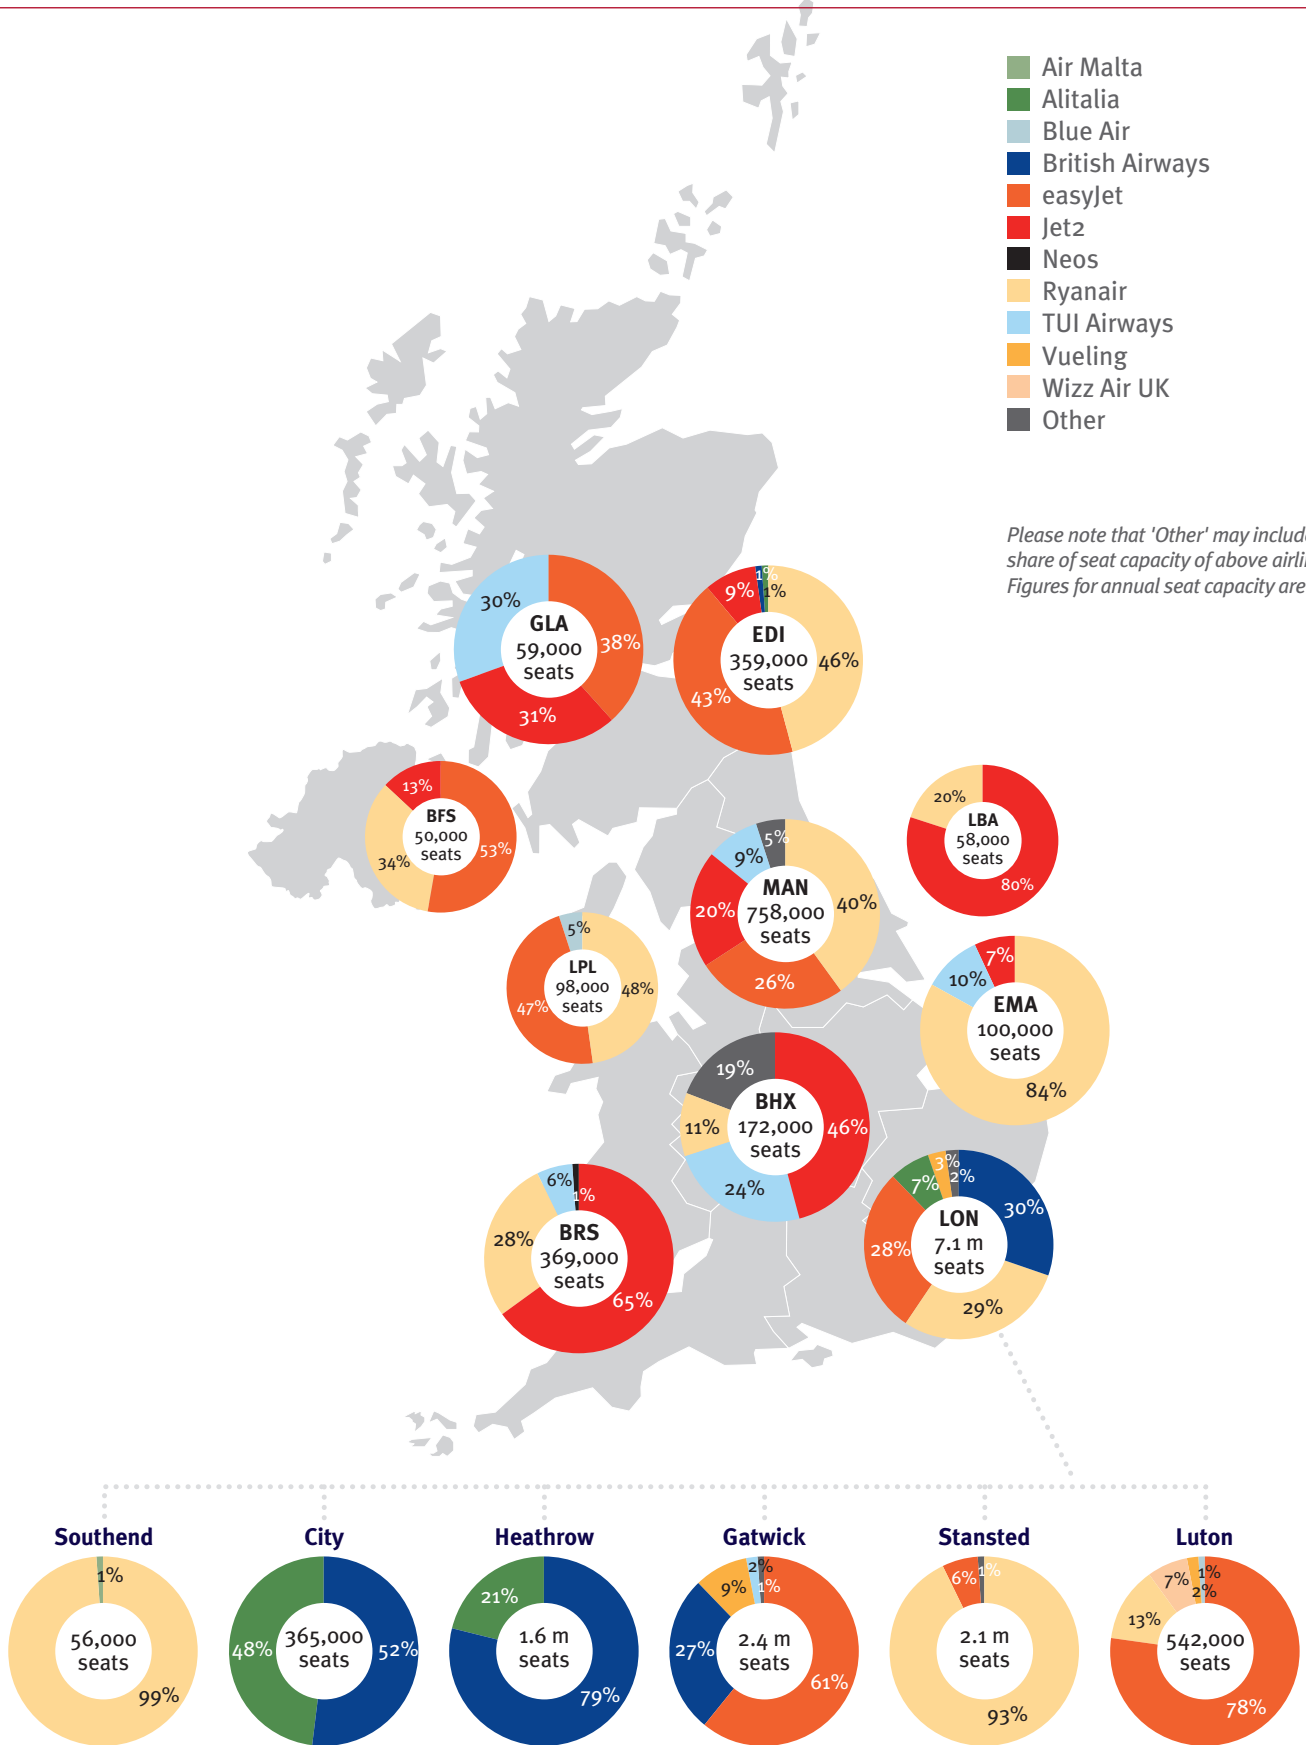 Air Malta
Alitalia
Blue Air
British Airways
easyJet
Jet2
Neos
Ryanair
TUI Airways
Vueling
Wizz Air UK
Other
Please note that 'Other' may include
share of seat capacity of above airli
Figures for annual seat capacity are
30%
GLA
59,000
seats
38%
31%
1%
9%
1%
EDI
359,000
seats
46%
43%
13%
BFS
50,000
seats
53%
34%
20%
LBA
58,000
seats
80%
5%
9%
MAN
758,000
seats
20%
40%
26%
5%
LPL
98,000
seats
48%
47%
7%
10%
EMA
100,000
seats
84%
19%
BHX
172,000
seats
11%
46%
24%
6%
1%
BRS
369,000
seats
28%
65%
3%
2%
7%
LON
7.1 m
seats
30%
28%
29%
Southend
1%
56,000
seats
99%
City
48%
365,000
seats
52%
Heathrow
21%
1.6 m
seats
79%
Gatwick
2%
1%
9%
27%
2.4 m
seats
61%
Stansted
6%
1%
2.1 m
seats
93%
Luton
1%
7%
2%
13%
542,000
seats
78%